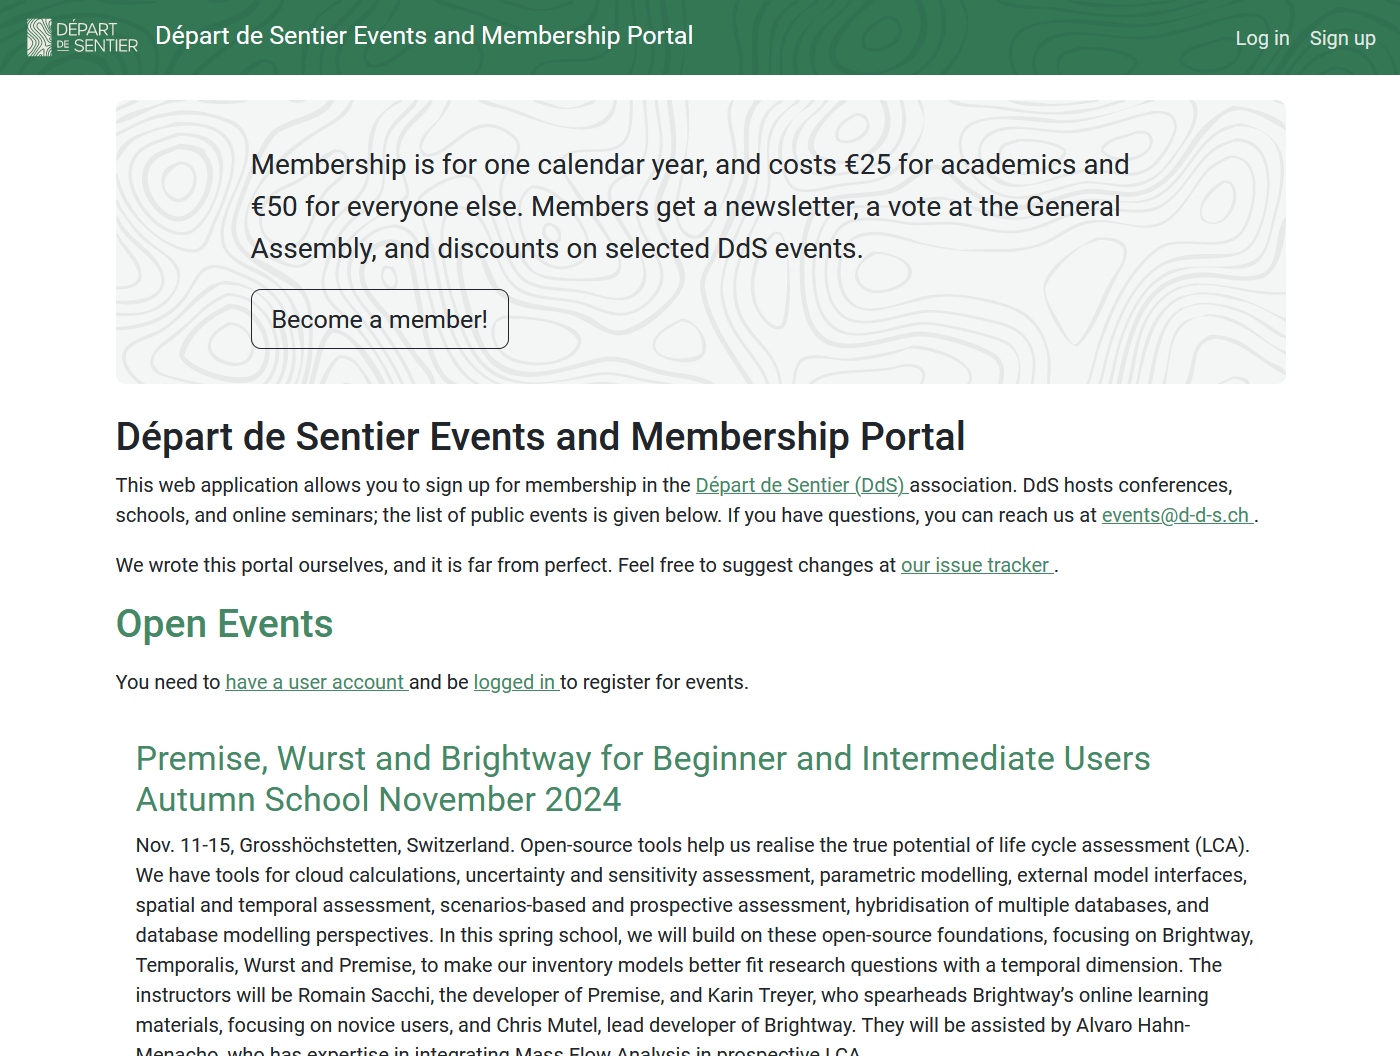 DÉPART
DE SENTIER
Départ de Sentier Events and Membership Portal
Log in
Sign up
Membership is for one calendar year, and costs €25 for academics and
€50 for everyone else. Members get a newsletter, a vote at the General
Assembly, and discounts on selected DdS events.
Become a member!
Départ de Sentier Events and Membership Portal
This web application allows you to sign up for membership in the Départ de Sentier (DdS) association. DdS hosts conferences,
schools, and online seminars; the list of public events is given below. If you have questions, you can reach us at events@d-d-s.ch .
We wrote this portal ourselves, and it is far from perfect. Feel free to suggest changes at our issue tracker .
Open Events
You need to have a user account and be logged in to register for events.
Premise, Wurst and Brightway for Beginner and Intermediate Users
Autumn School November 2024
Nov. 11-15, Grosshöchstetten, Switzerland. Open-source tools help us realise the true potential of life cycle assessment (LCA).
We have tools for cloud calculations, uncertainty and sensitivity assessment, parametric modelling, external model interfaces,
spatial and temporal assessment, scenarios-based and prospective assessment, hybridisation of multiple databases, and
database modelling perspectives. In this spring school, we will build on these open-source foundations, focusing on Brightway,
Temporalis, Wurst and Premise, to make our inventory models better fit research questions with a temporal dimension. The
instructors will be Romain Sacchi, the developer of Premise, and Karin Treyer, who spearheads Brightway’s online learning
materials, focusing on novice users, and Chris Mutel, lead developer of Brightway. They will be assisted by Alvaro Hahn-
Menacho, who has expertise in integrating Mass Flow Analysis in prospective LCA.